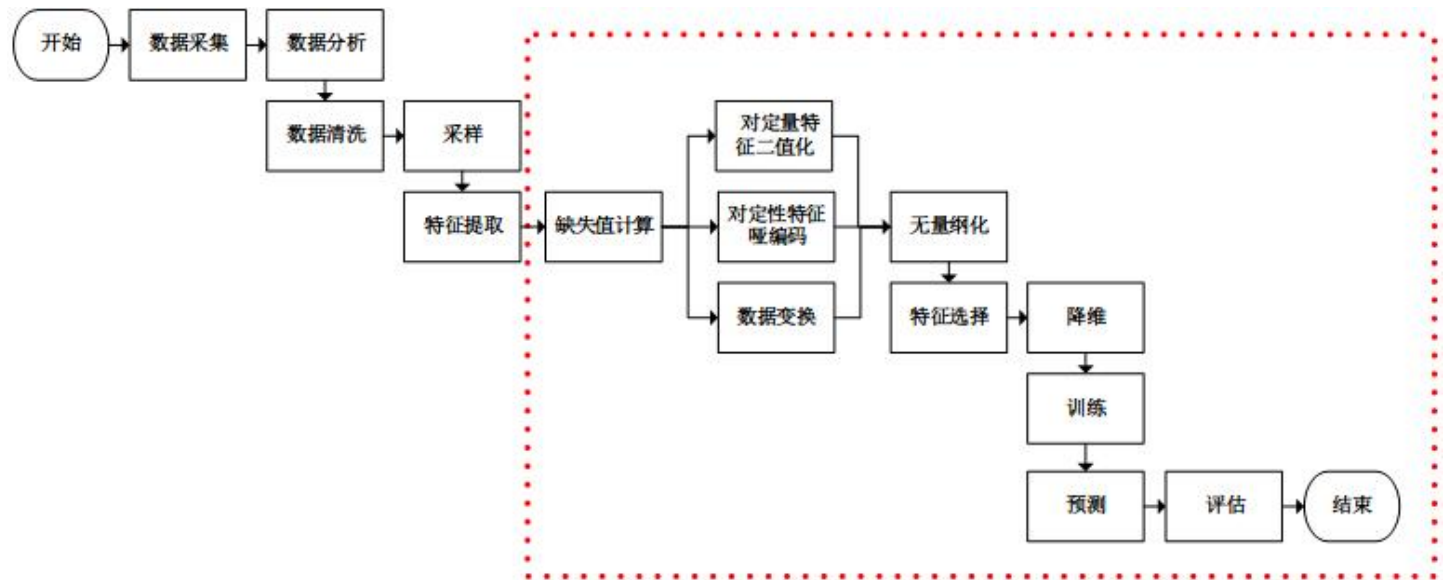 开始
数据采集
数据分析
数据清洗
采样
特征提取
缺失值计算
对定量特
征二值化
对定性特征
哑编码
数据变换
无量纲化
特征选择
降维
训练
预测
评估
结束